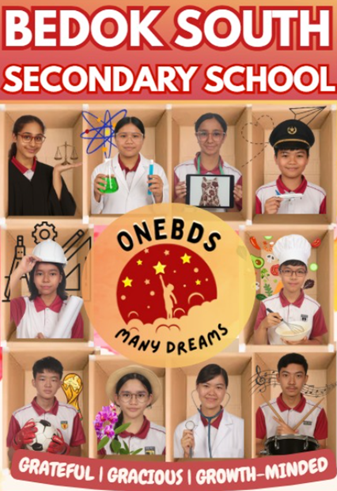 BEDOK SOUTH
SECONDARY SCHOOL
ONEBDS
MANY DREAMS
GRATEFUL | GRACIOUS | GROWTH-MINDED